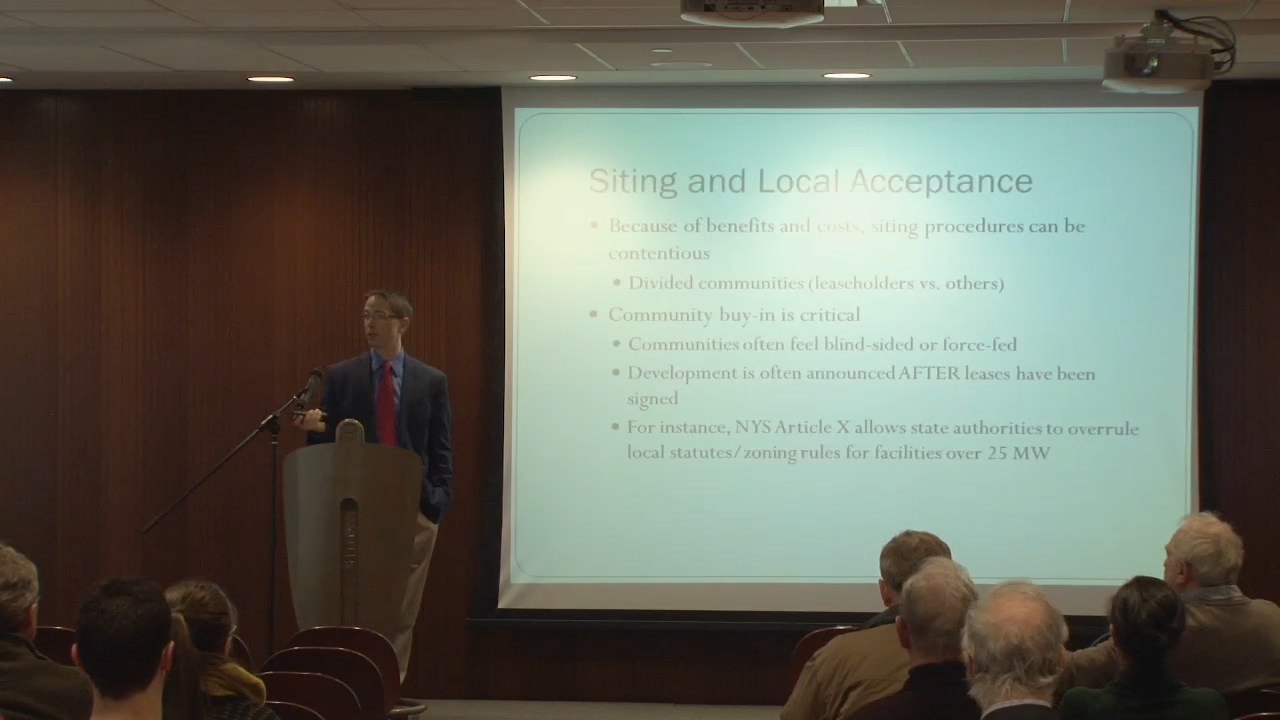 Siting and Local Acceptance
• Because of benefits and costs, siting procedures can be
contentious
• Divided communities (leaseholders vs. others)
• Community buy-in is critical
• Communities often feel blind-sided or force-fed
• Development is often announced AFTER leases have been
signed
• For instance, NYS Article X allows state authorities to overrule
local statutes/zoning rules for facilities over 25 MW